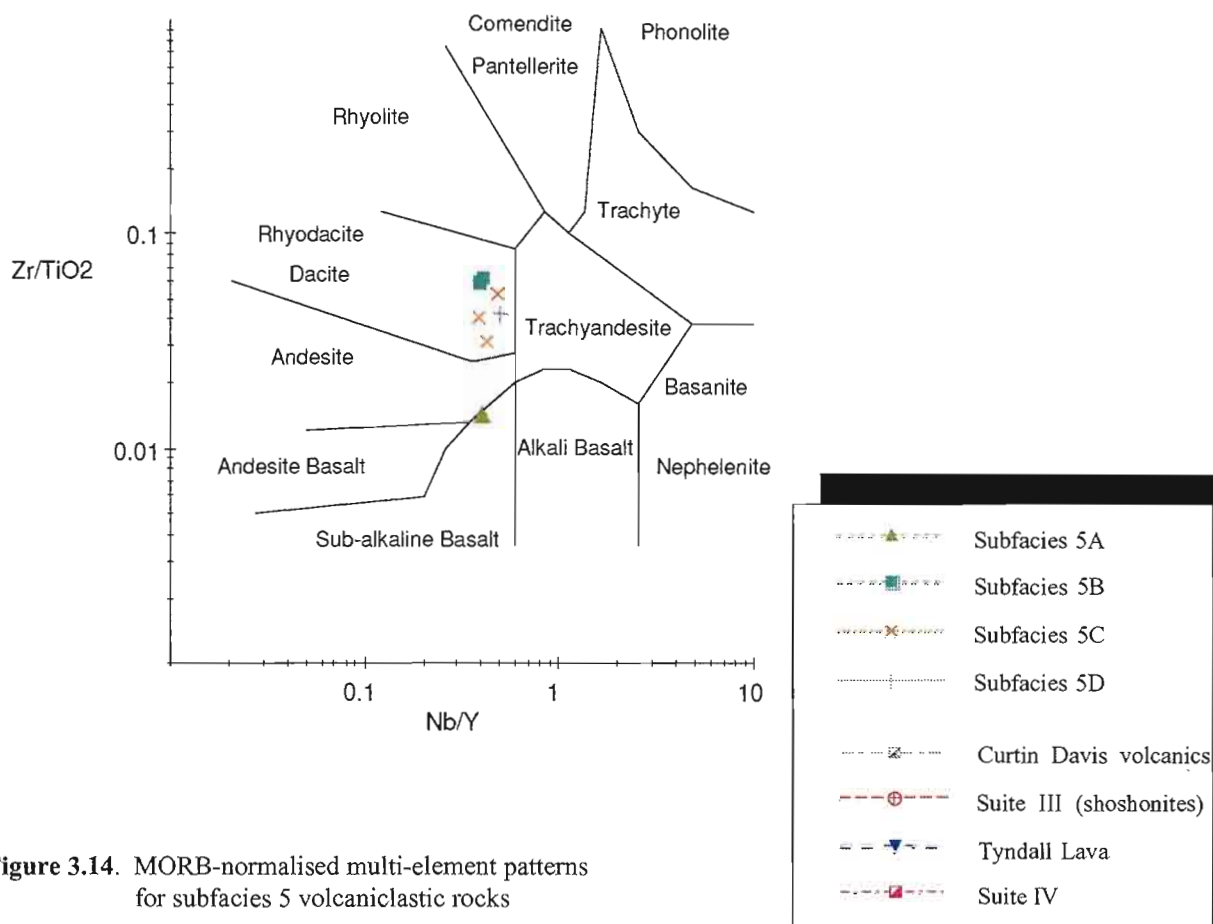 Comendite
Phonolite
Pantellerite
Rhyolite
Trachyte
0.1
Rhyodacite
Zr/TiO2
Dacite
Trachyandesite
Andesite
Basanite
0.01
Alkali Basalt
Andesite Basalt
Nephelenite
Sub-alkaline Basalt
0.1
1
10
Nb/Y
Subfacies 5A
Subfacies 5B
Subfacies 5C
Subfacies 5D
Curtin Davis volcanics
Suite III (shoshonites)
Tyndall Lava
Suite IV
igure 3.14. MORB-normalised multi-element patterns
for subfacies 5 volcaniclastic rocks